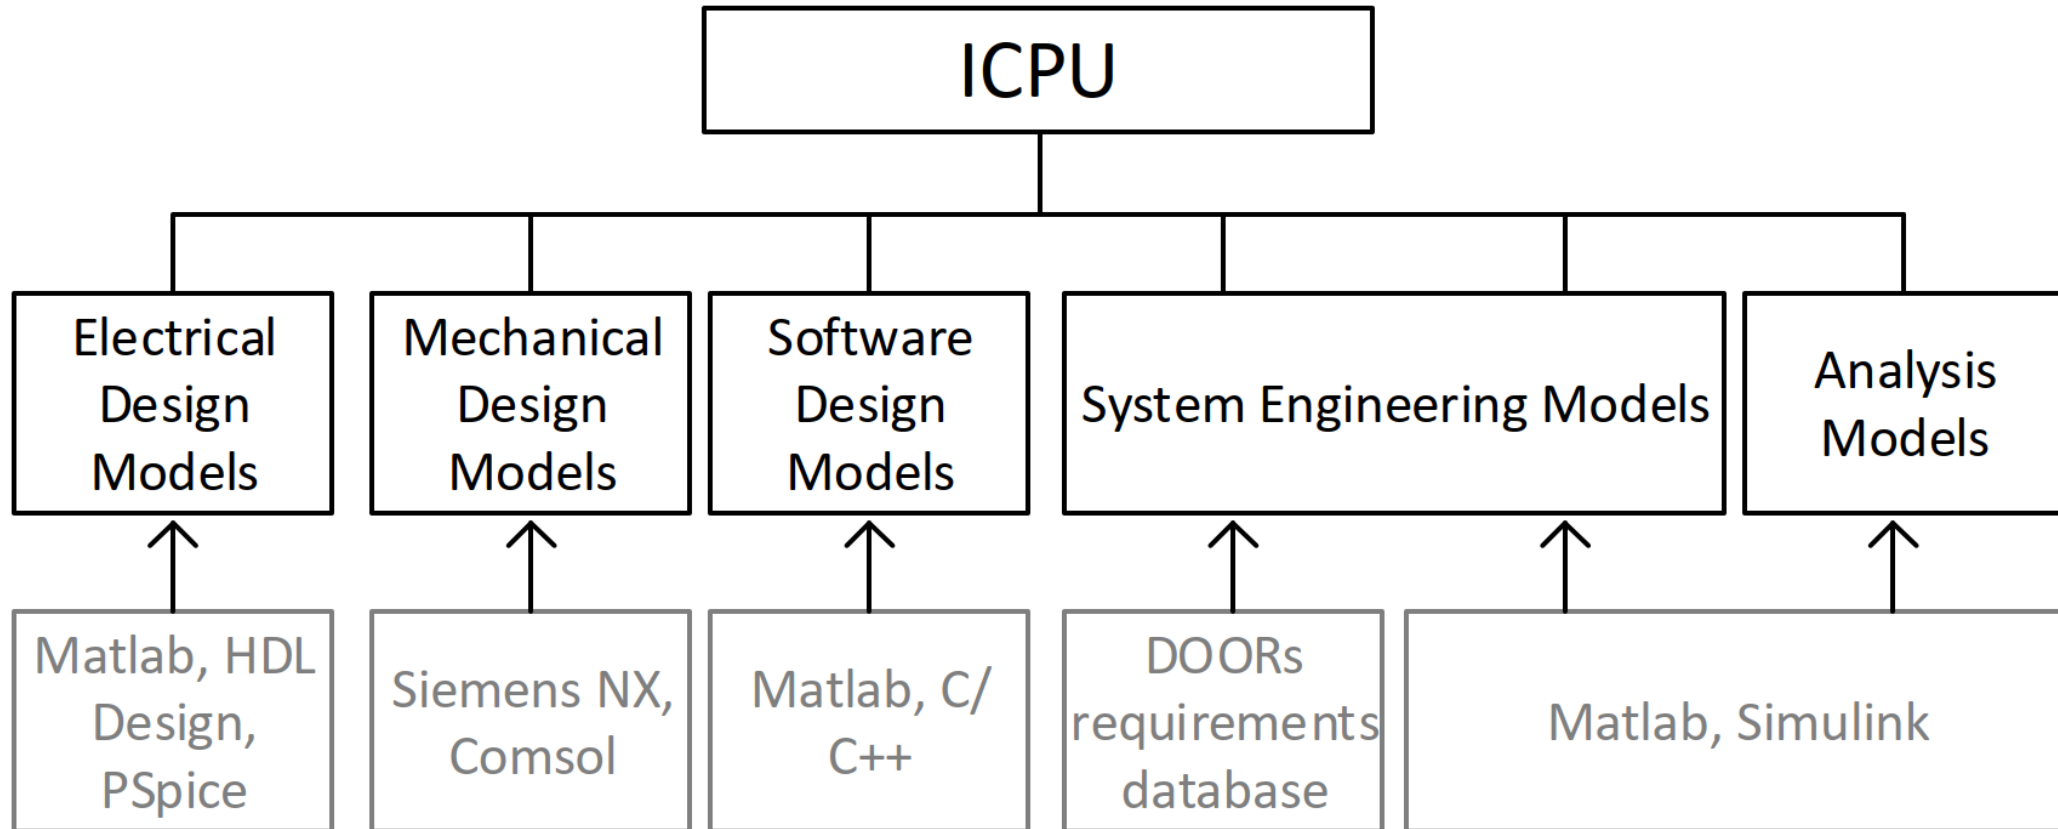 ICPU
Electrical
Design
Models
Mechanical
Design
Models
Software
Design
Models
System Engineering Models
Analysis
Models
Matlab, HDL
Design,
PSpice
Siemens NX,
Comsol
Matlab, C/
C++
DOORs
requirements
database
Matlab, Simulink